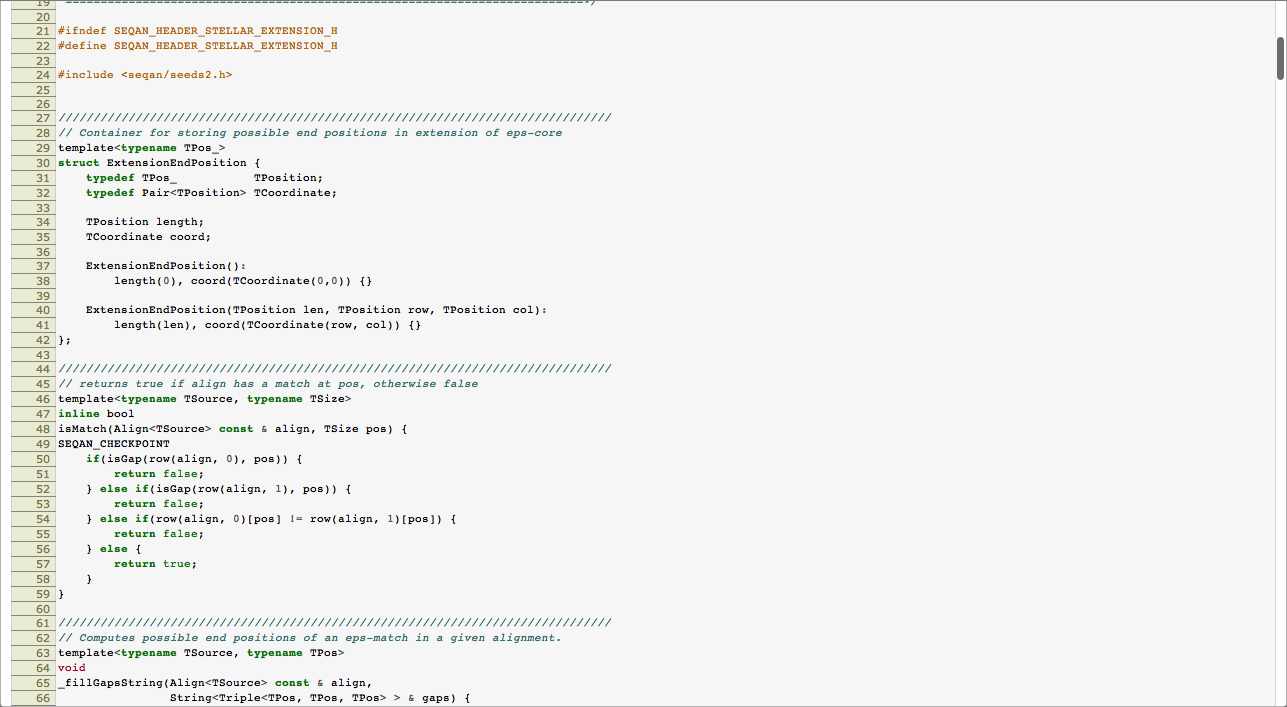 19  ==========================================================================*/
20
21 #ifndef SEQAN_HEADER_STELLAR_EXTENSION_H
22 #define SEQAN_HEADER_STELLAR_EXTENSION_H
23
24 #include <seqan/seeds2.h>
25
26
27 ///////////////////////////////////////////////////////////////////////////////
28 // Container for storing possible end positions in extension of eps-core
29 template<typename TPos_>
30 struct ExtensionEndPosition {
31     typedef TPos_           TPosition;
32     typedef Pair<TPosition> TCoordinate;
33
34     TPosition length;
35     TCoordinate coord;
36
37     ExtensionEndPosition():
38         length(0), coord(TCoordinate(0,0)) {}
39
40     ExtensionEndPosition(TPosition len, TPosition row, TPosition col):
41         length(len), coord(TCoordinate(row, col)) {}
42 };
43
44 ///////////////////////////////////////////////////////////////////////////////
45 // returns true if align has a match at pos, otherwise false
46 template<typename TSource, typename TSize>
47 inline bool
48 isMatch(Align<TSource> const & align, TSize pos) {
49 SEQAN_CHECKPOINT
50     if(isGap(row(align, 0), pos)) {
51         return false;
52     } else if(isGap(row(align, 1), pos)) {
53         return false;
54     } else if(row(align, 0)[pos] != row(align, 1)[pos]) {
55         return false;
56     } else {
57         return true;
58     }
59 }
60
61 ///////////////////////////////////////////////////////////////////////////////
62 // Computes possible end positions of an eps-match in a given alignment.
63 template<typename TSource, typename TPos>
64 void
65 _fillGapsString(Align<TSource> const & align,
66                 String<Triple<TPos, TPos, TPos> > & gaps) {